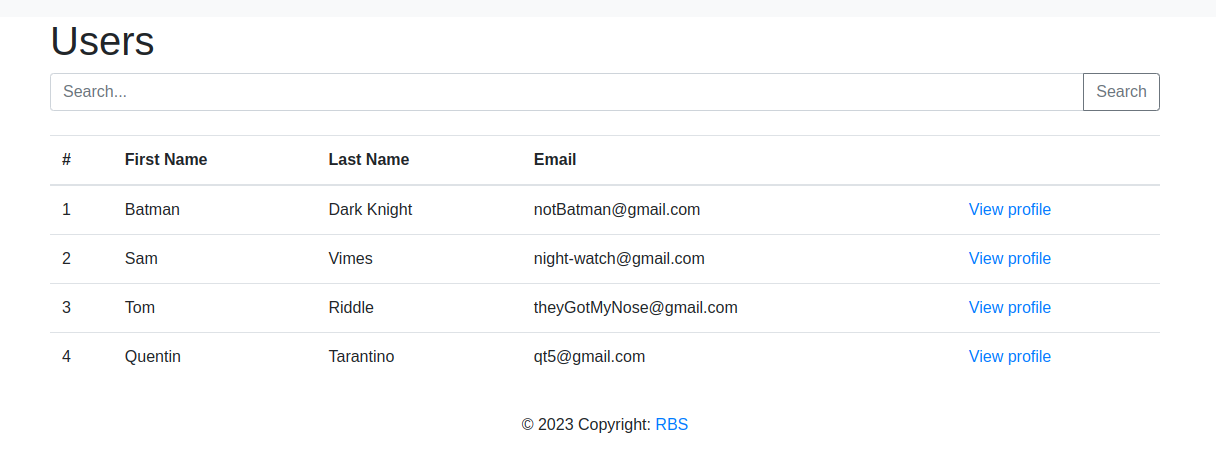 Users
Search... Search
# First Name Last Name Email
1 Batman Dark Knight notBatman@gmail.com View profile
2 Sam Vimes night-watch@gmail.com View profile
3 Tom Riddle theyGotMyNose@gmail.com View profile
4 Quentin Tarantino qt5@gmail.com View profile
© 2023 Copyright: RBS